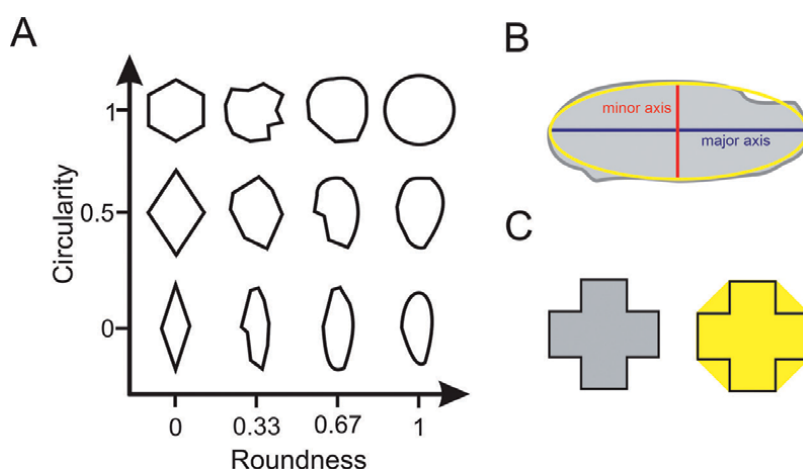 A
Circularity
1
0.5
0
0
0.33
0.67
1
Roundness
B
minor axis
major axis
C